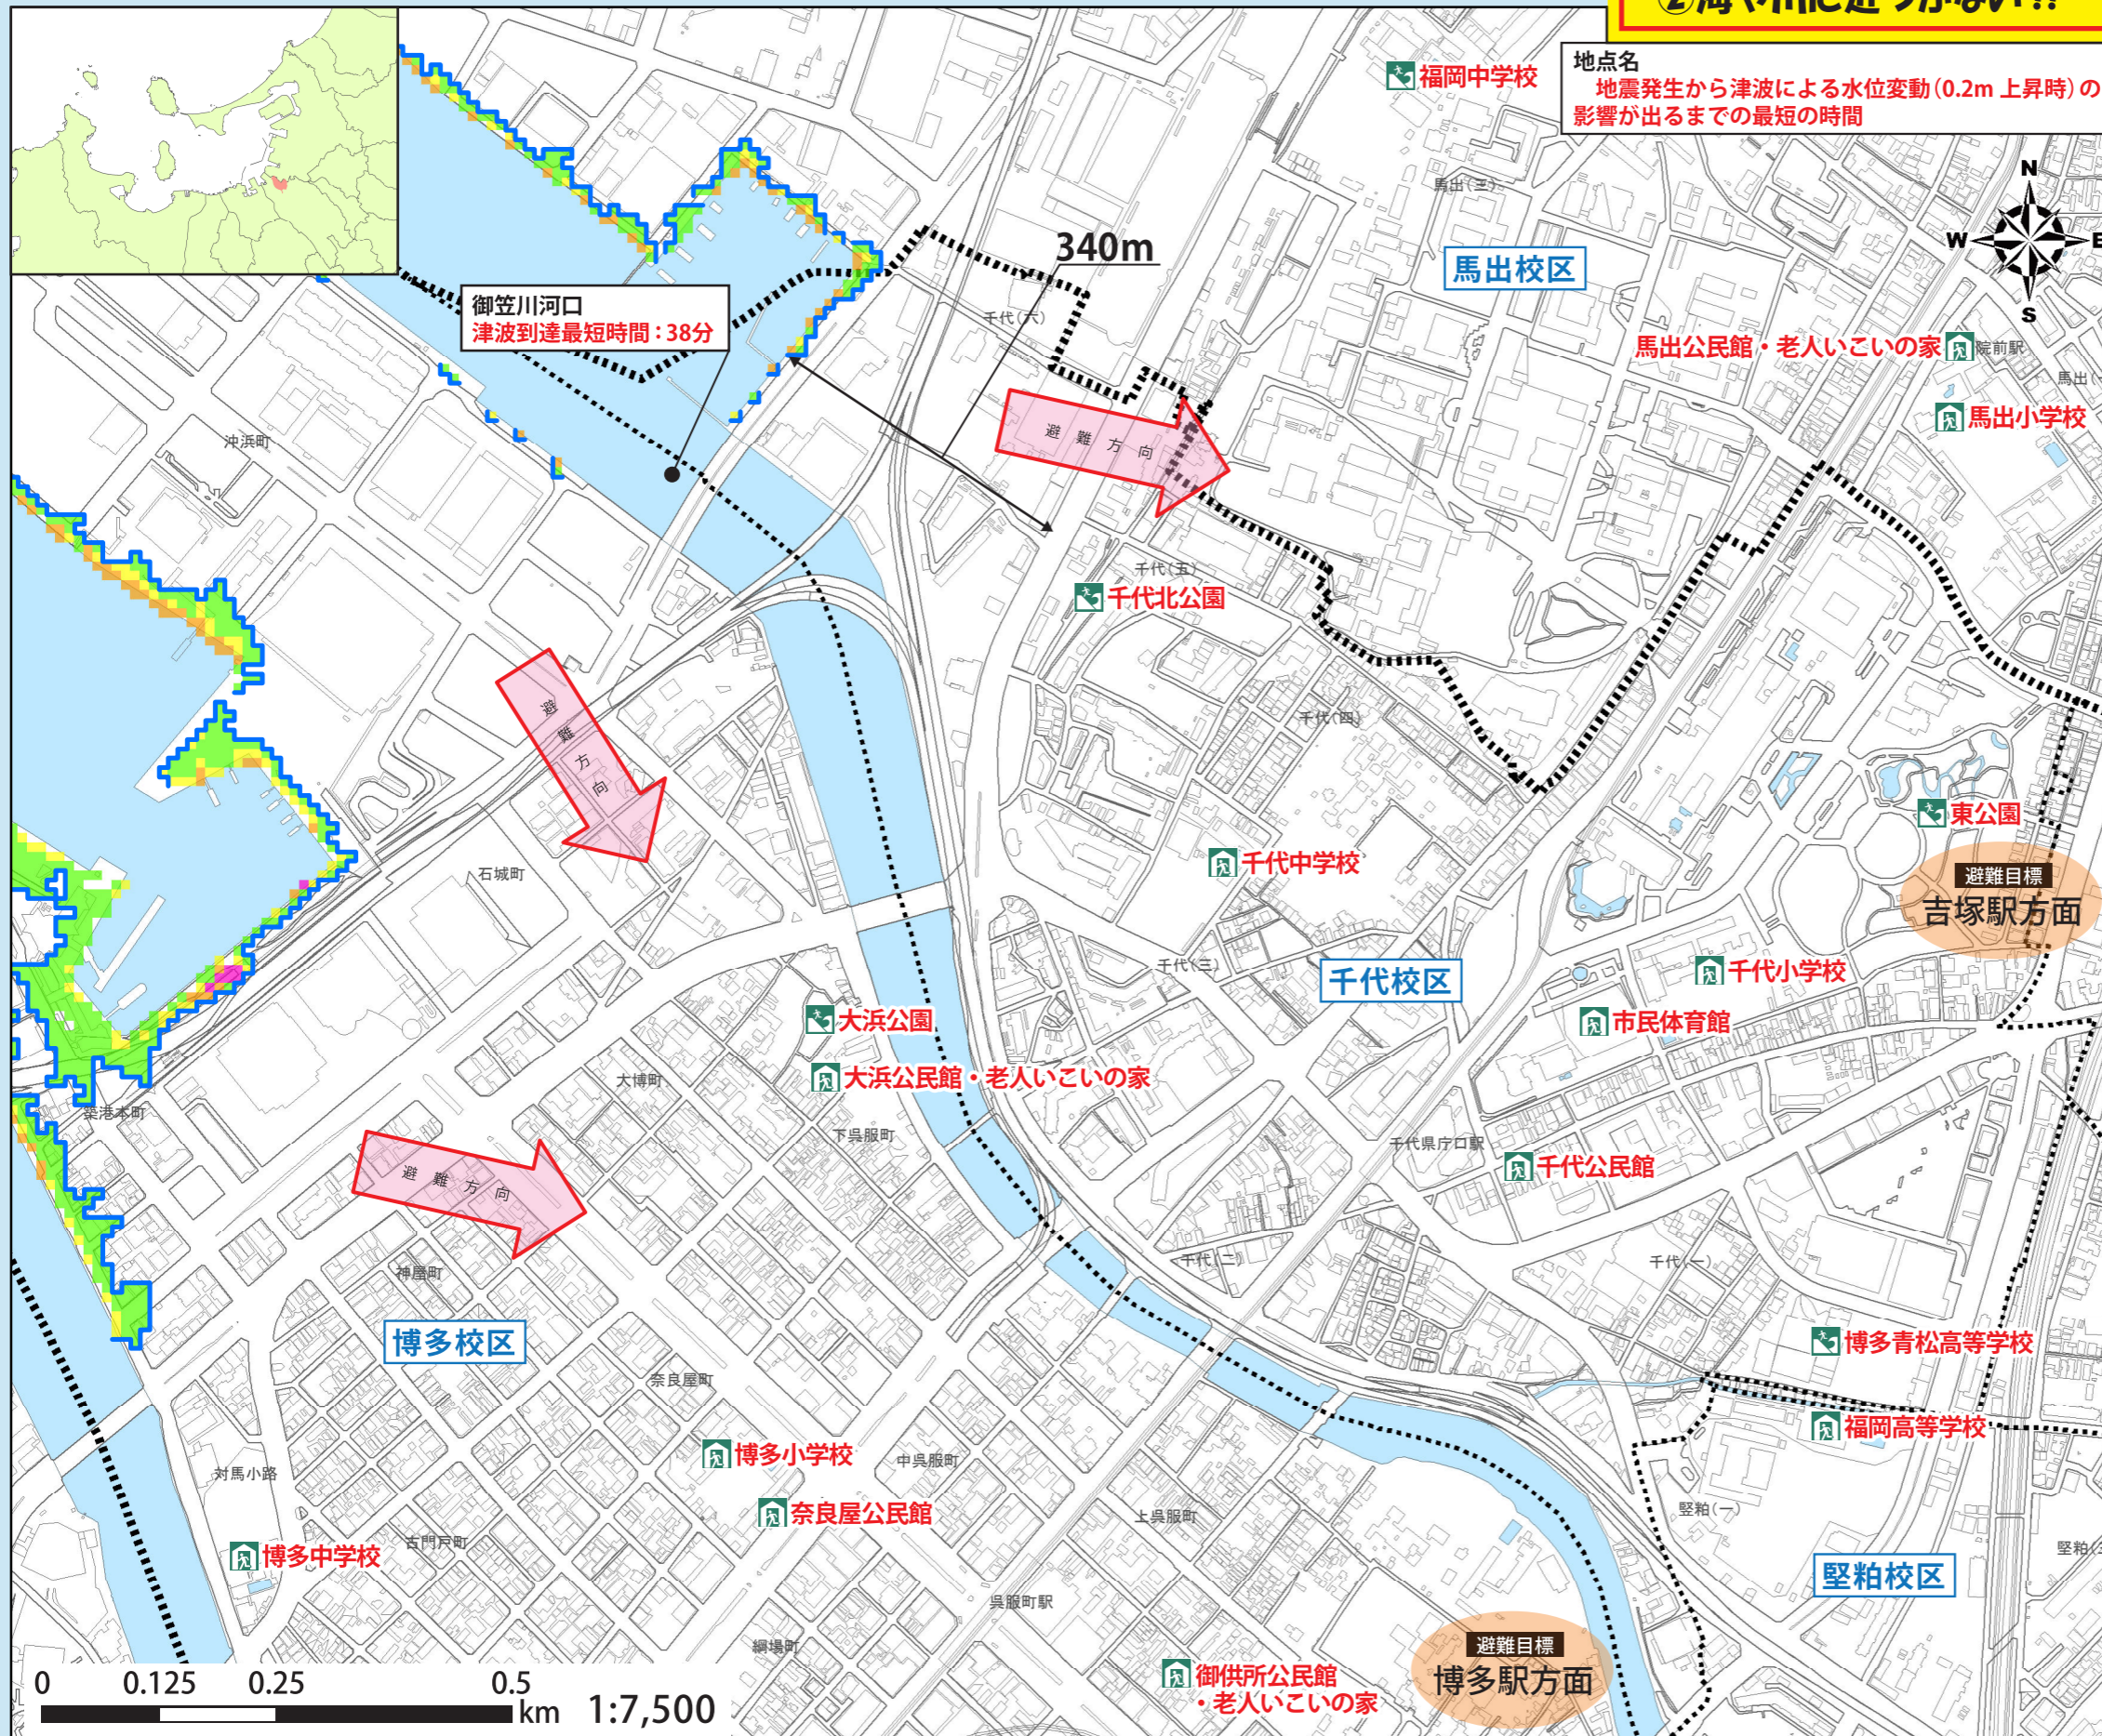 ②海や川に近づかない!!
地点名
地震発生から津波による水位変動(0.2m 上昇時)の
影響が出るまでの最短の時間
福岡中学校
馬出(三)
N
W
E
S
340m
馬出校区
御笠川河口
津波到達最短時間:38分
千代(六)
馬出公民館・老人いこいの家
院前駅
馬出(
馬出小学校
避難方向
沖浜町
千代(五)
千代北公園
避難方向
千代(四)
東公園
石城町
千代中学校
避難目標
吉塚駅方面
千代(三)
千代校区
千代小学校
大浜公園
市民体育館
大浜公民館・老人いこいの家
大博町
築港本町
下呉服町
千代県庁口駅
千代公民館
避難方向
神屋町
千代(二)
千代(一)
博多校区
博多青松高等学校
奈良屋町
福岡高等学校
博多小学校
中呉服町
対馬小路
奈良屋公民館
上呉服町
堅粕(一)
古門戸町
博多中学校
堅粕(
堅粕校区
呉服町駅
綱場町
避難目標
博多駅方面
御供所公民館
・老人いこいの家
0 0.125 0.25 0.5
km 1:7,500